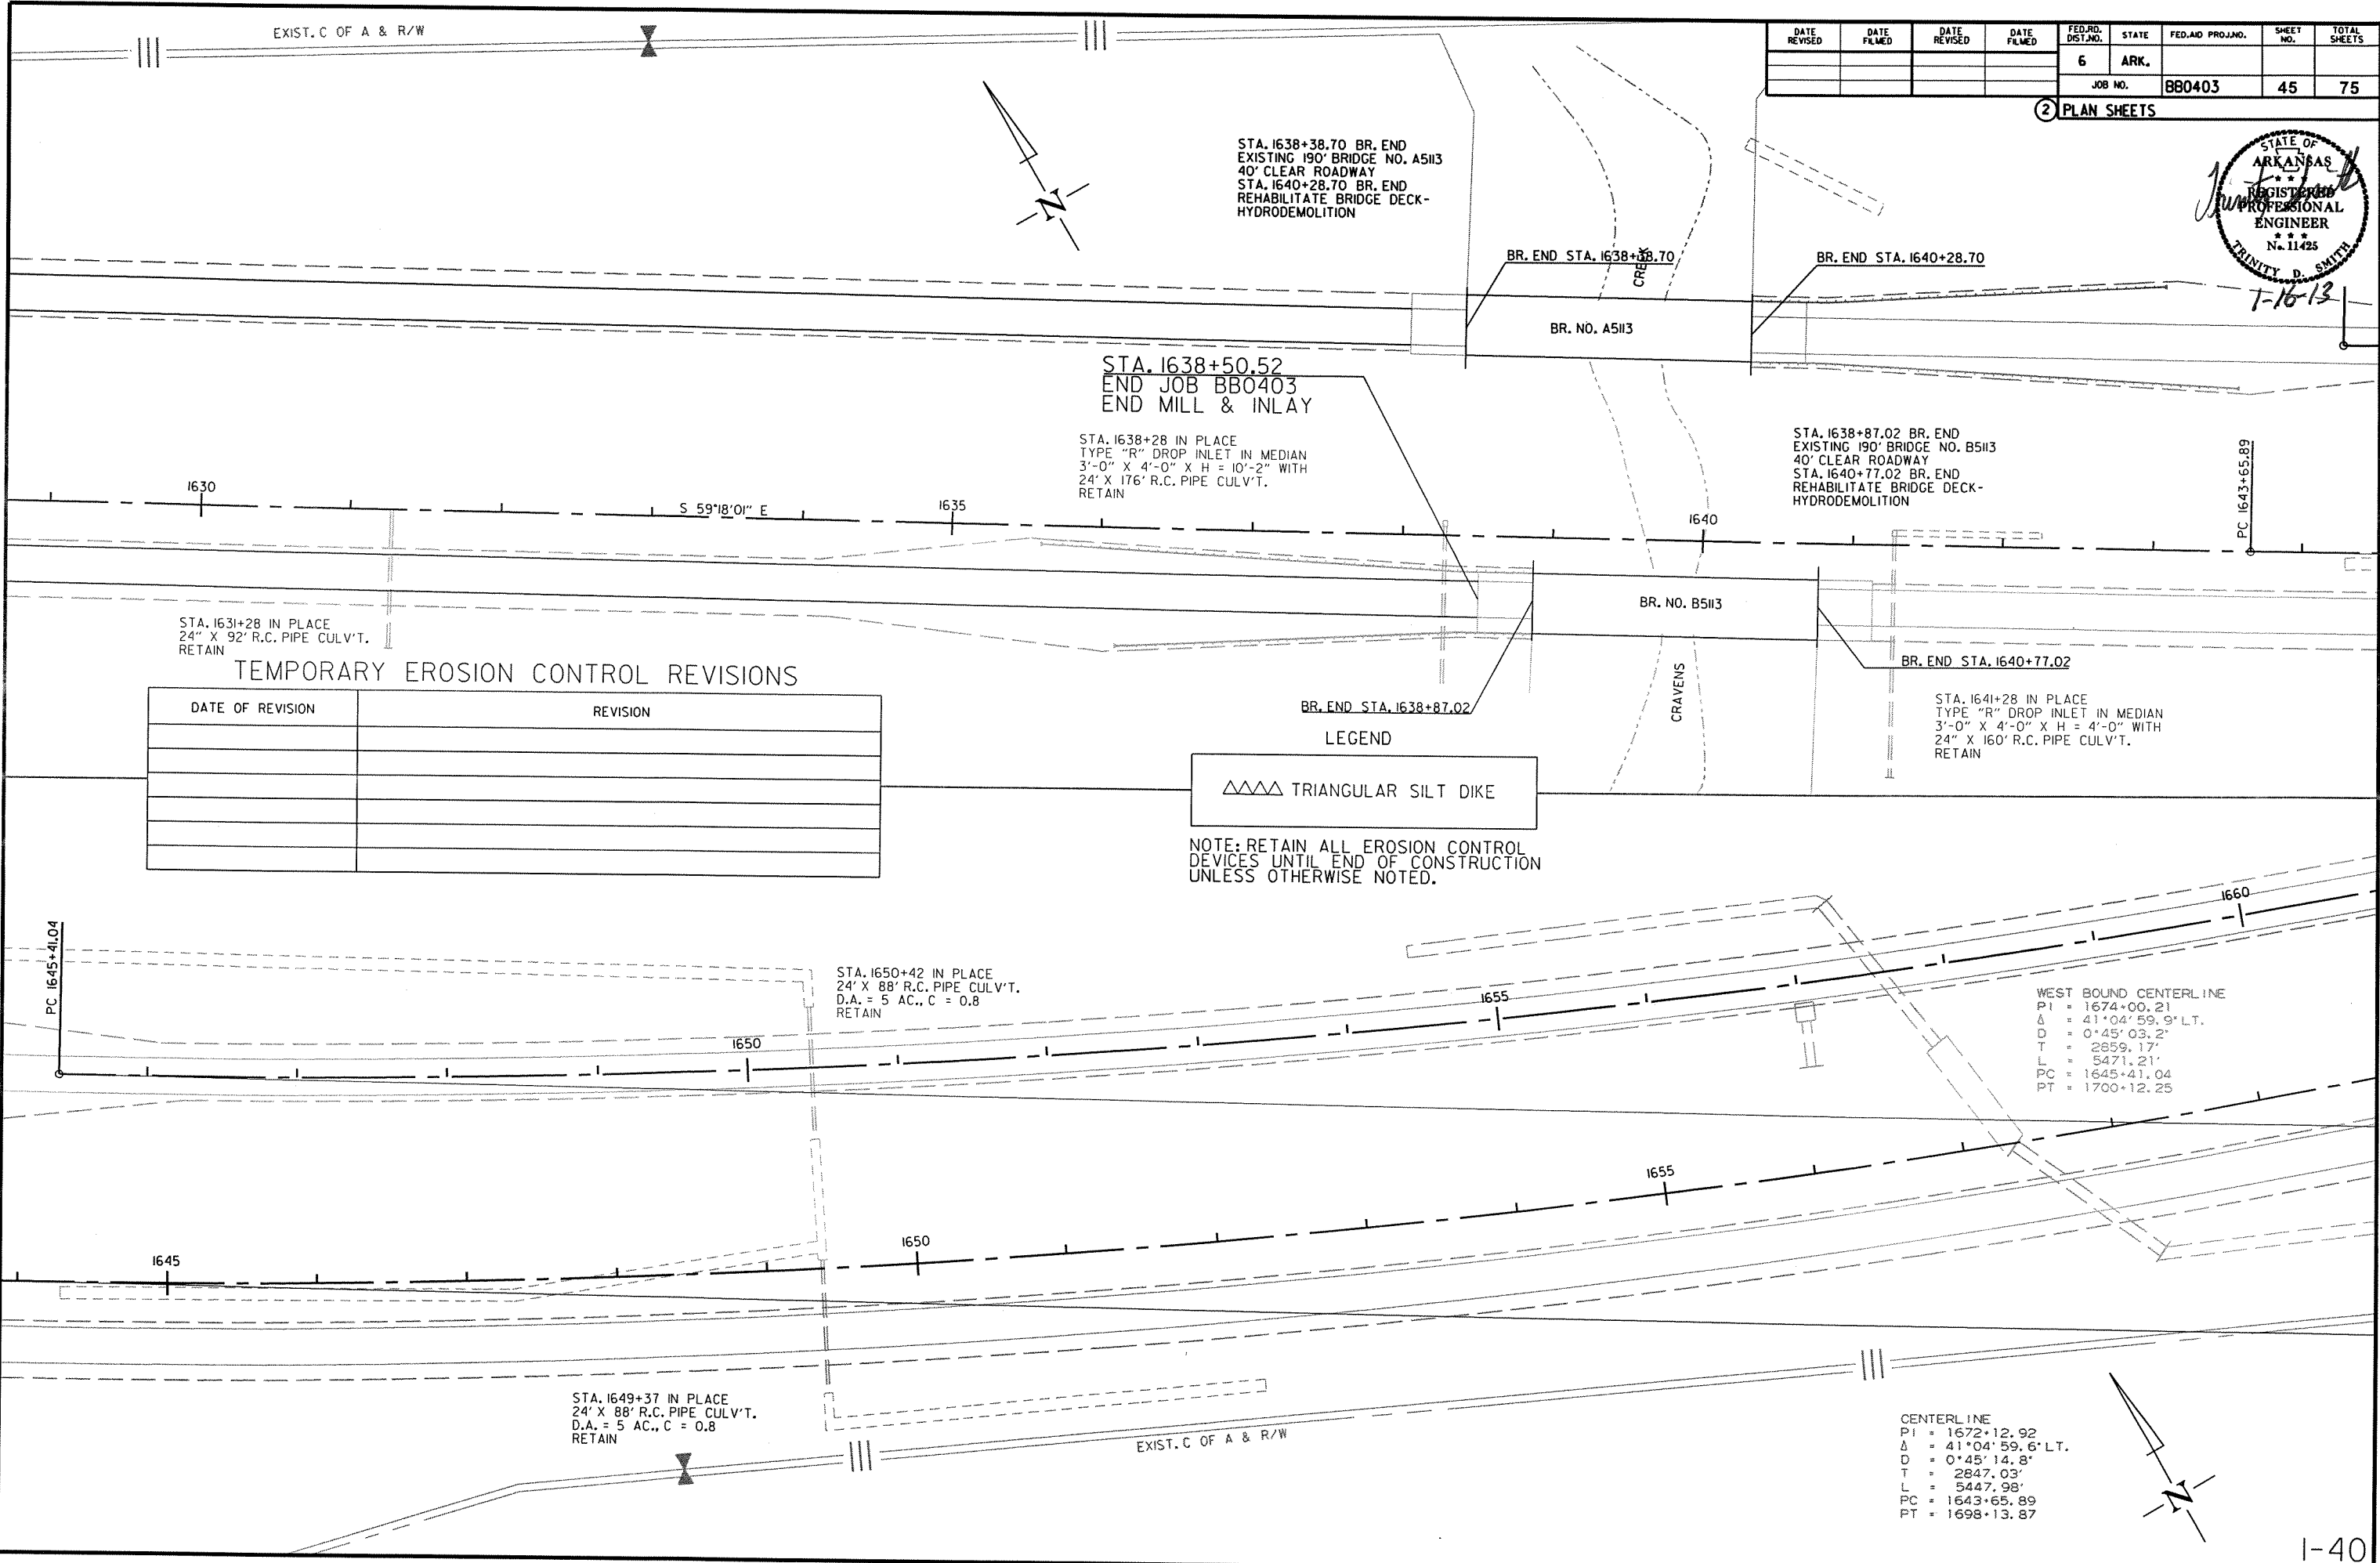 EXIST. C OF A & R/W
DATE REVISED
DATE FILMED
DATE REVISED
DATE FILMED
FED.RD. DIST.NO.
STATE
FED.AID PROJ.NO.
SHEET NO.
TOTAL SHEETS
6
ARK.
JOB NO.
BB0403
45
75
2 PLAN SHEETS
STATE OF
ARKANSAS
REGISTERED
PROFESSIONAL
ENGINEER
No. 11425
TRINITY D. SMITH
1-16-13
STA. 1638+38.70 BR. END
EXISTING 190' BRIDGE NO. A5113
40' CLEAR ROADWAY
STA. 1640+28.70 BR. END
REHABILITATE BRIDGE DECK-
HYDRODEMOLITION
N
BR. END STA. 1638+38.70
CREEK
BR. END STA. 1640+28.70
BR. NO. A5113
STA. 1638+50.52
END JOB BB0403
END MILL & INLAY
STA. 1638+28 IN PLACE
TYPE "R" DROP INLET IN MEDIAN
3'-0" X 4'-0" X H = 10'-2" WITH
24' X 176' R.C. PIPE CULV'T.
RETAIN
STA. 1638+87.02 BR. END
EXISTING 190' BRIDGE NO. B5113
40' CLEAR ROADWAY
STA. 1640+77.02 BR. END
REHABILITATE BRIDGE DECK-
HYDRODEMOLITION
PC 1643+65.89
1630
S 59°18'01" E
1635
1640
STA. 1631+28 IN PLACE
24" X 92' R.C. PIPE CULV'T.
RETAIN
BR. NO. B5113
BR. END STA. 1640+77.02
CRAVENS
BR. END STA. 1638+87.02
STA. 1641+28 IN PLACE
TYPE "R" DROP INLET IN MEDIAN
3'-0" X 4'-0" X H = 4'-0" WITH
24" X 160' R.C. PIPE CULV'T.
RETAIN
TEMPORARY EROSION CONTROL REVISIONS
DATE OF REVISION
REVISION
LEGEND
TRIANGULAR SILT DIKE
NOTE: RETAIN ALL EROSION CONTROL
DEVICES UNTIL END OF CONSTRUCTION
UNLESS OTHERWISE NOTED.
PC 1645+41.04
STA. 1650+42 IN PLACE
24' X 88' R.C. PIPE CULV'T.
D.A. = 5 AC., C = 0.8
RETAIN
1650
1655
1660
WEST BOUND CENTERLINE
PI = 1674+00.21
Δ = 41°04'59.9" LT.
D = 0°45'03.2"
T = 2859.17'
L = 5471.21'
PC = 1645+41.04
PT = 1700+12.25
1645
1650
1655
STA. 1649+37 IN PLACE
24' X 88' R.C. PIPE CULV'T.
D.A. = 5 AC., C = 0.8
RETAIN
EXIST. C OF A & R/W
CENTERLINE
PI = 1672+12.92
Δ = 41°04'59.6" LT.
D = 0°45'14.8"
T = 2847.03'
L = 5447.98'
PC = 1643+65.89
PT = 1698+13.87
N
I-40